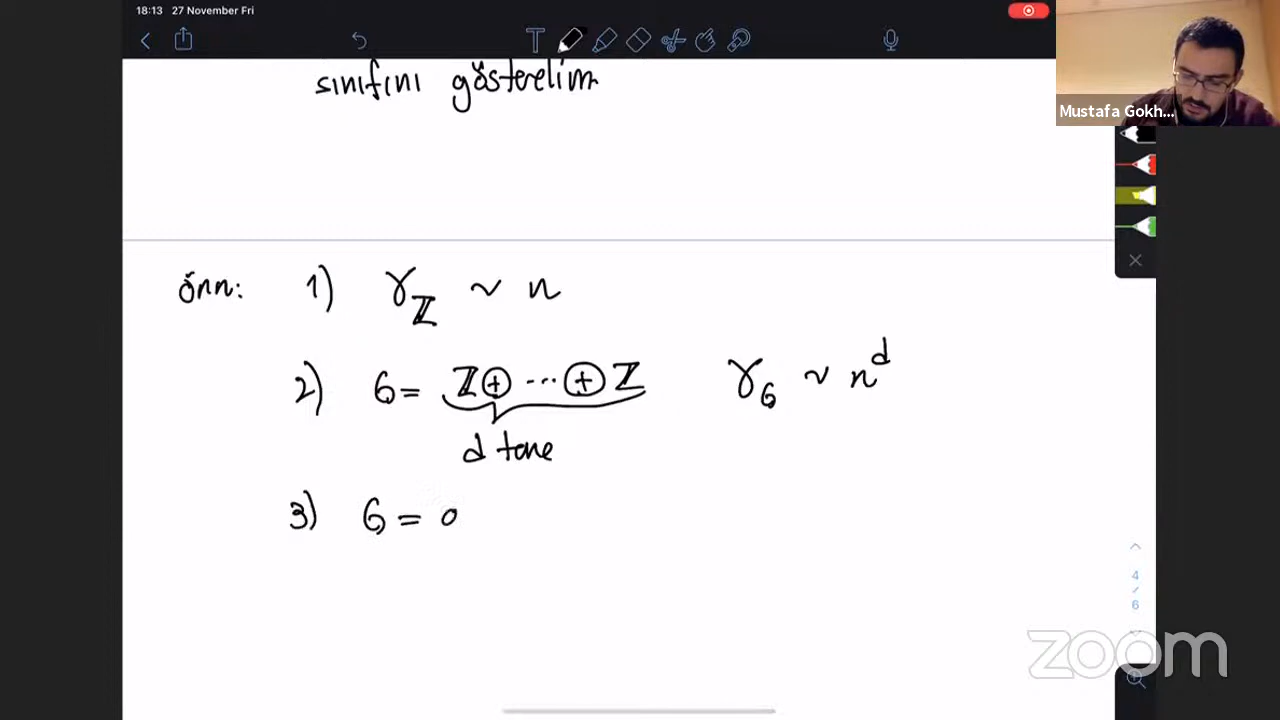 18:13 27 November Fri
Mustafa Gokh...
sınıfını gösterelim
Örn: 1) γ_ℤ ~ n
2) G = ℤ⊕ ··· ⊕ℤ γ_G ~ n^d
d tane
3) G = 
4
6
zoom